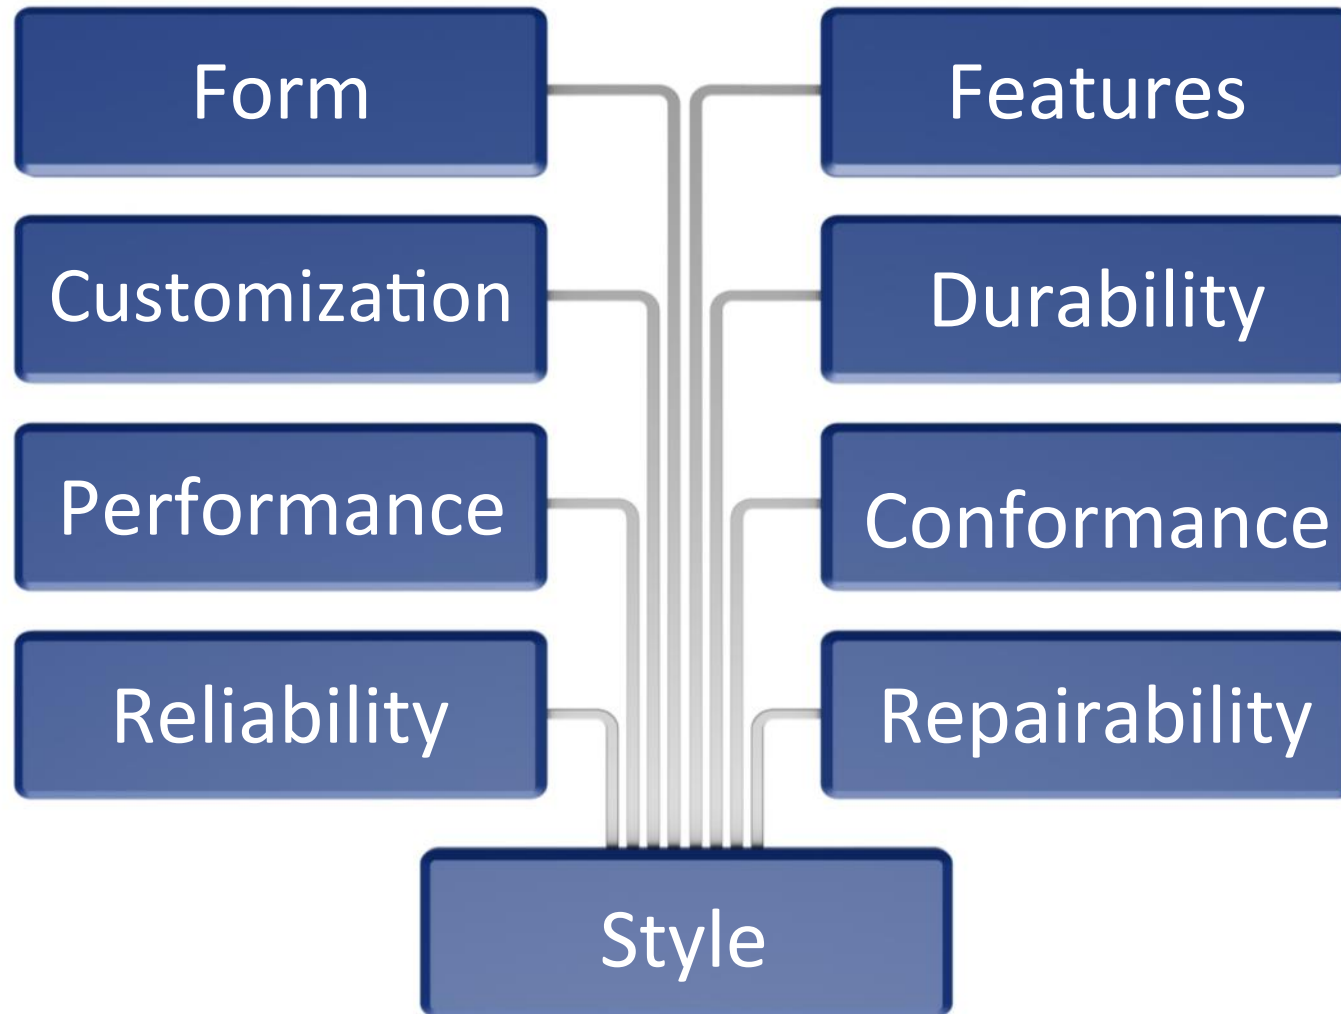 Form
Features
Customization
Durability
Performance
Conformance
Reliability
Repairability
Style